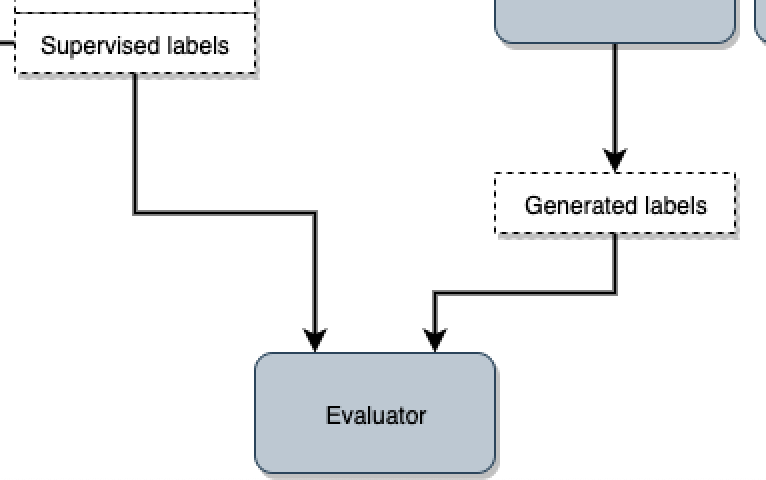 Supervised labels
Generated labels
Evaluator